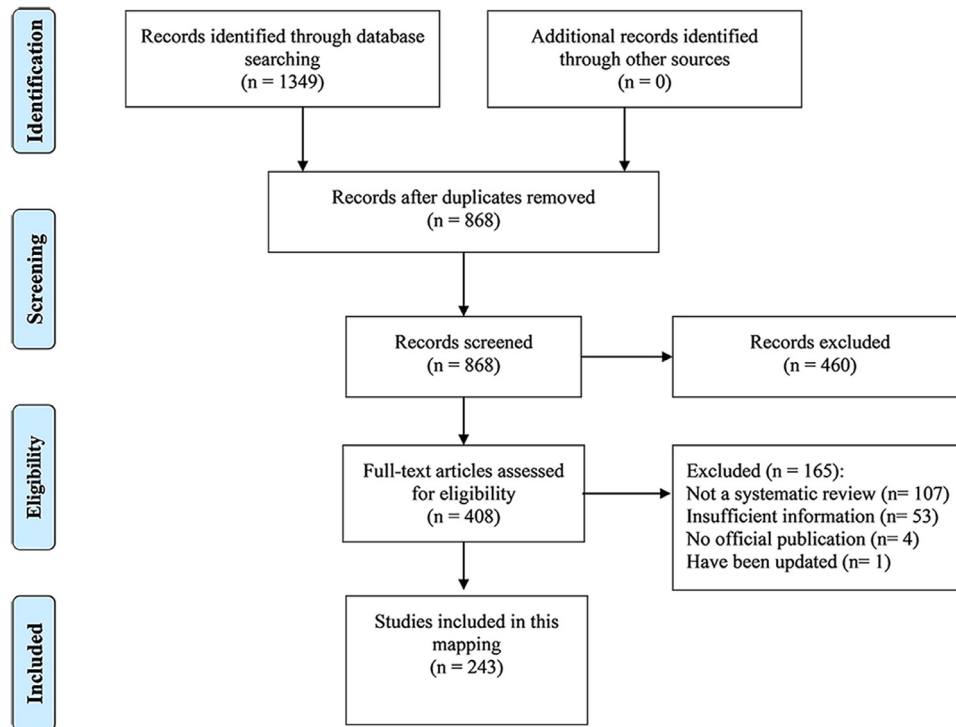 Identification
Records identified through database
searching
(n = 1349)
Additional records identified
through other sources
(n = 0)
Records after duplicates removed
(n = 868)
Screening
Records screened
(n = 868)
Records excluded
(n = 460)
Eligibility
Full-text articles assessed
for eligibility
(n = 408)
Excluded (n = 165):
Not a systematic review (n= 107)
Insufficient information (n= 53)
No official publication (n= 4)
Have been updated (n= 1)
Included
Studies included in this
mapping
(n = 243)